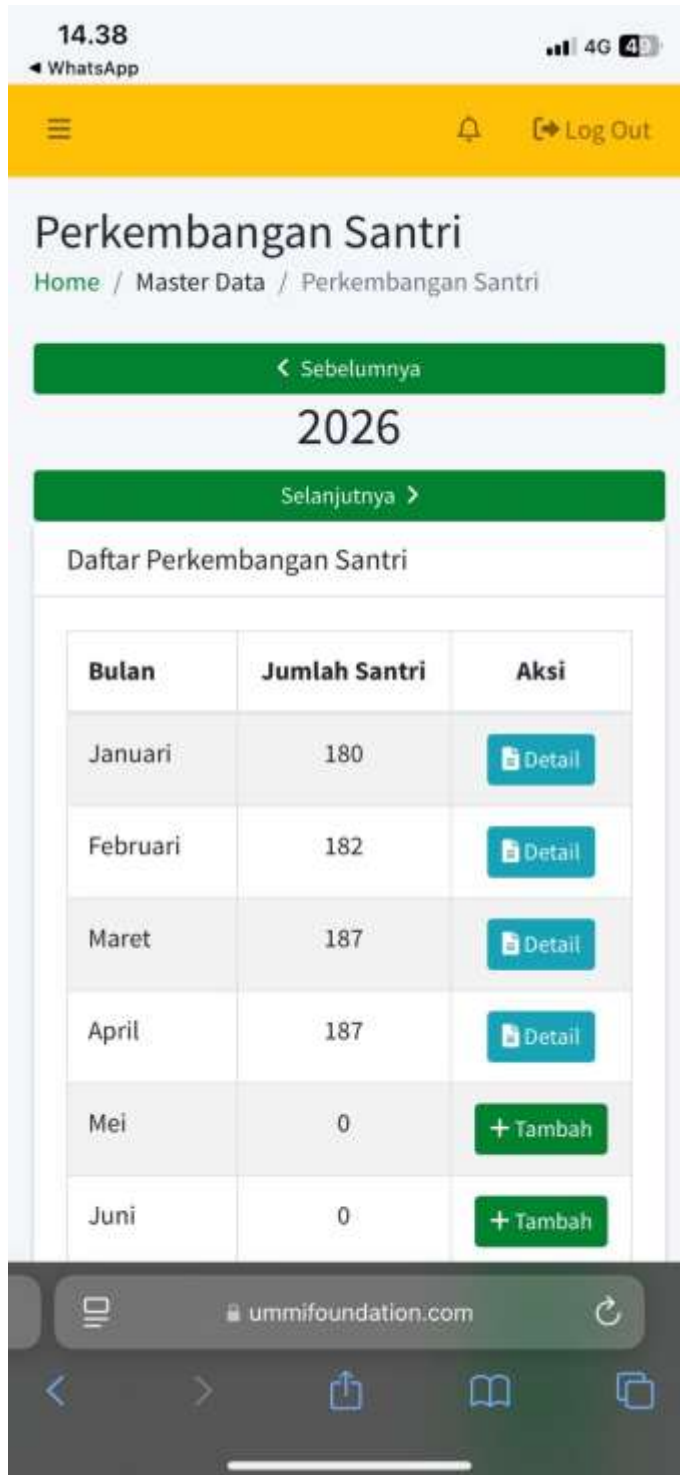 14.38
4G
◀ WhatsApp
Log Out
Perkembangan Santri
Home / Master Data / Perkembangan Santri
< Sebelumnya
2026
Selanjutnya >
Daftar Perkembangan Santri
Bulan Jumlah Santri Aksi
Januari 180 Detail
Februari 182 Detail
Maret 187 Detail
April 187 Detail
Mei 0 + Tambah
Juni 0 + Tambah
ummifoundation.com